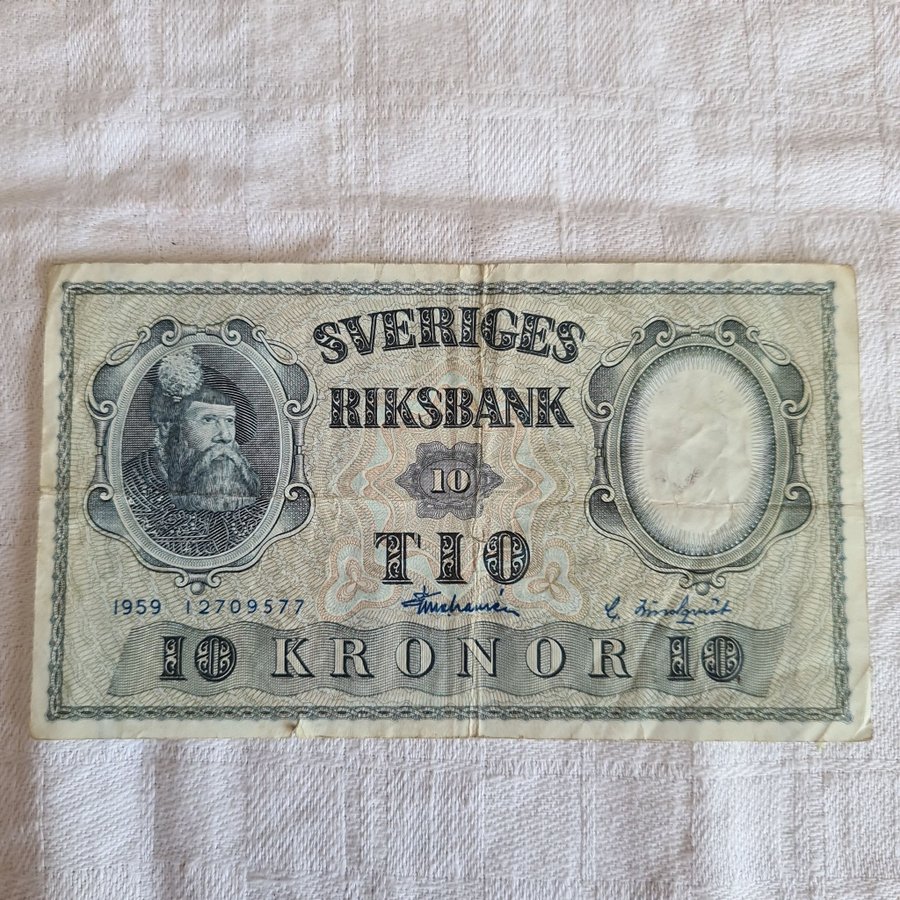 SVERIGES
RIKSBANK
10
TIO
1959 12709577
10 KRONOR 10